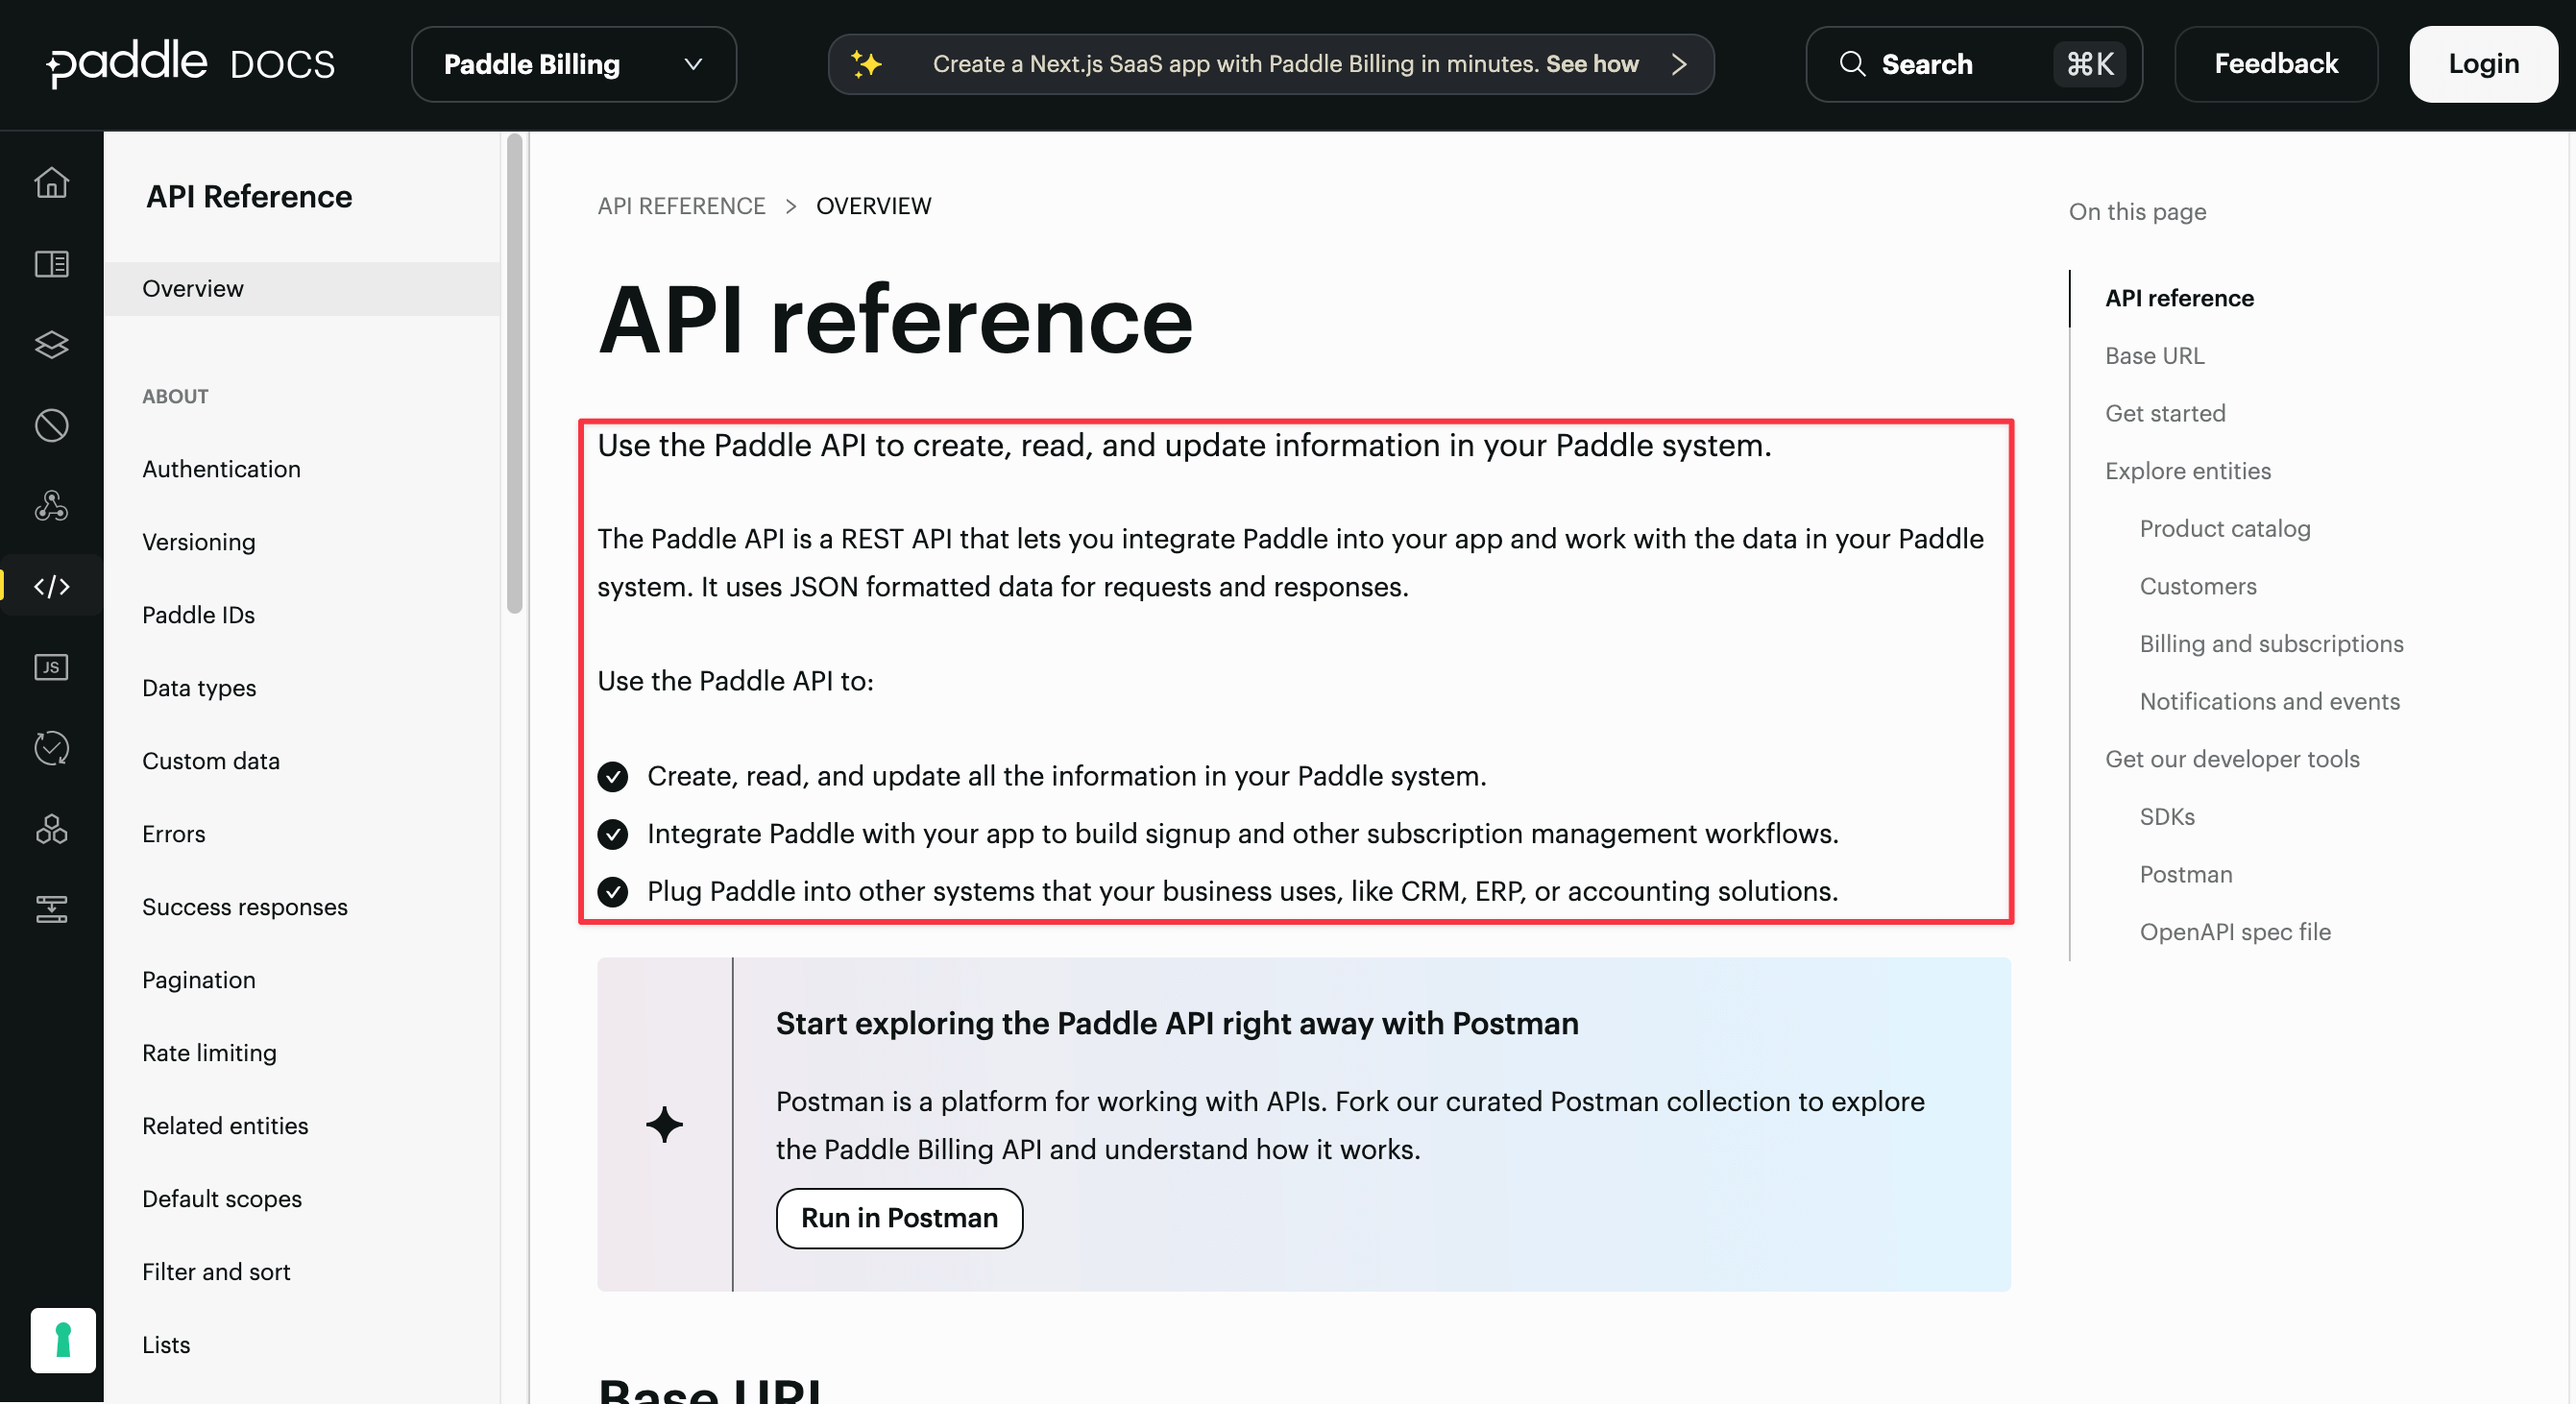 paddle DOCS
Paddle Billing
Create a Next.js SaaS app with Paddle Billing in minutes. See how
Search
⌘K
Feedback
Login
API Reference
Overview
ABOUT
Authentication
Versioning
Paddle IDs
Data types
Custom data
Errors
Success responses
Pagination
Rate limiting
Related entities
Default scopes
Filter and sort
Lists
JS
API REFERENCE > OVERVIEW
API reference
Use the Paddle API to create, read, and update information in your Paddle system.
The Paddle API is a REST API that lets you integrate Paddle into your app and work with the data in your Paddle
system. It uses JSON formatted data for requests and responses.
Use the Paddle API to:
Create, read, and update all the information in your Paddle system.
Integrate Paddle with your app to build signup and other subscription management workflows.
Plug Paddle into other systems that your business uses, like CRM, ERP, or accounting solutions.
Start exploring the Paddle API right away with Postman
Postman is a platform for working with APIs. Fork our curated Postman collection to explore
the Paddle Billing API and understand how it works.
Run in Postman
Base URL
On this page
API reference
Base URL
Get started
Explore entities
Product catalog
Customers
Billing and subscriptions
Notifications and events
Get our developer tools
SDKs
Postman
OpenAPI spec file